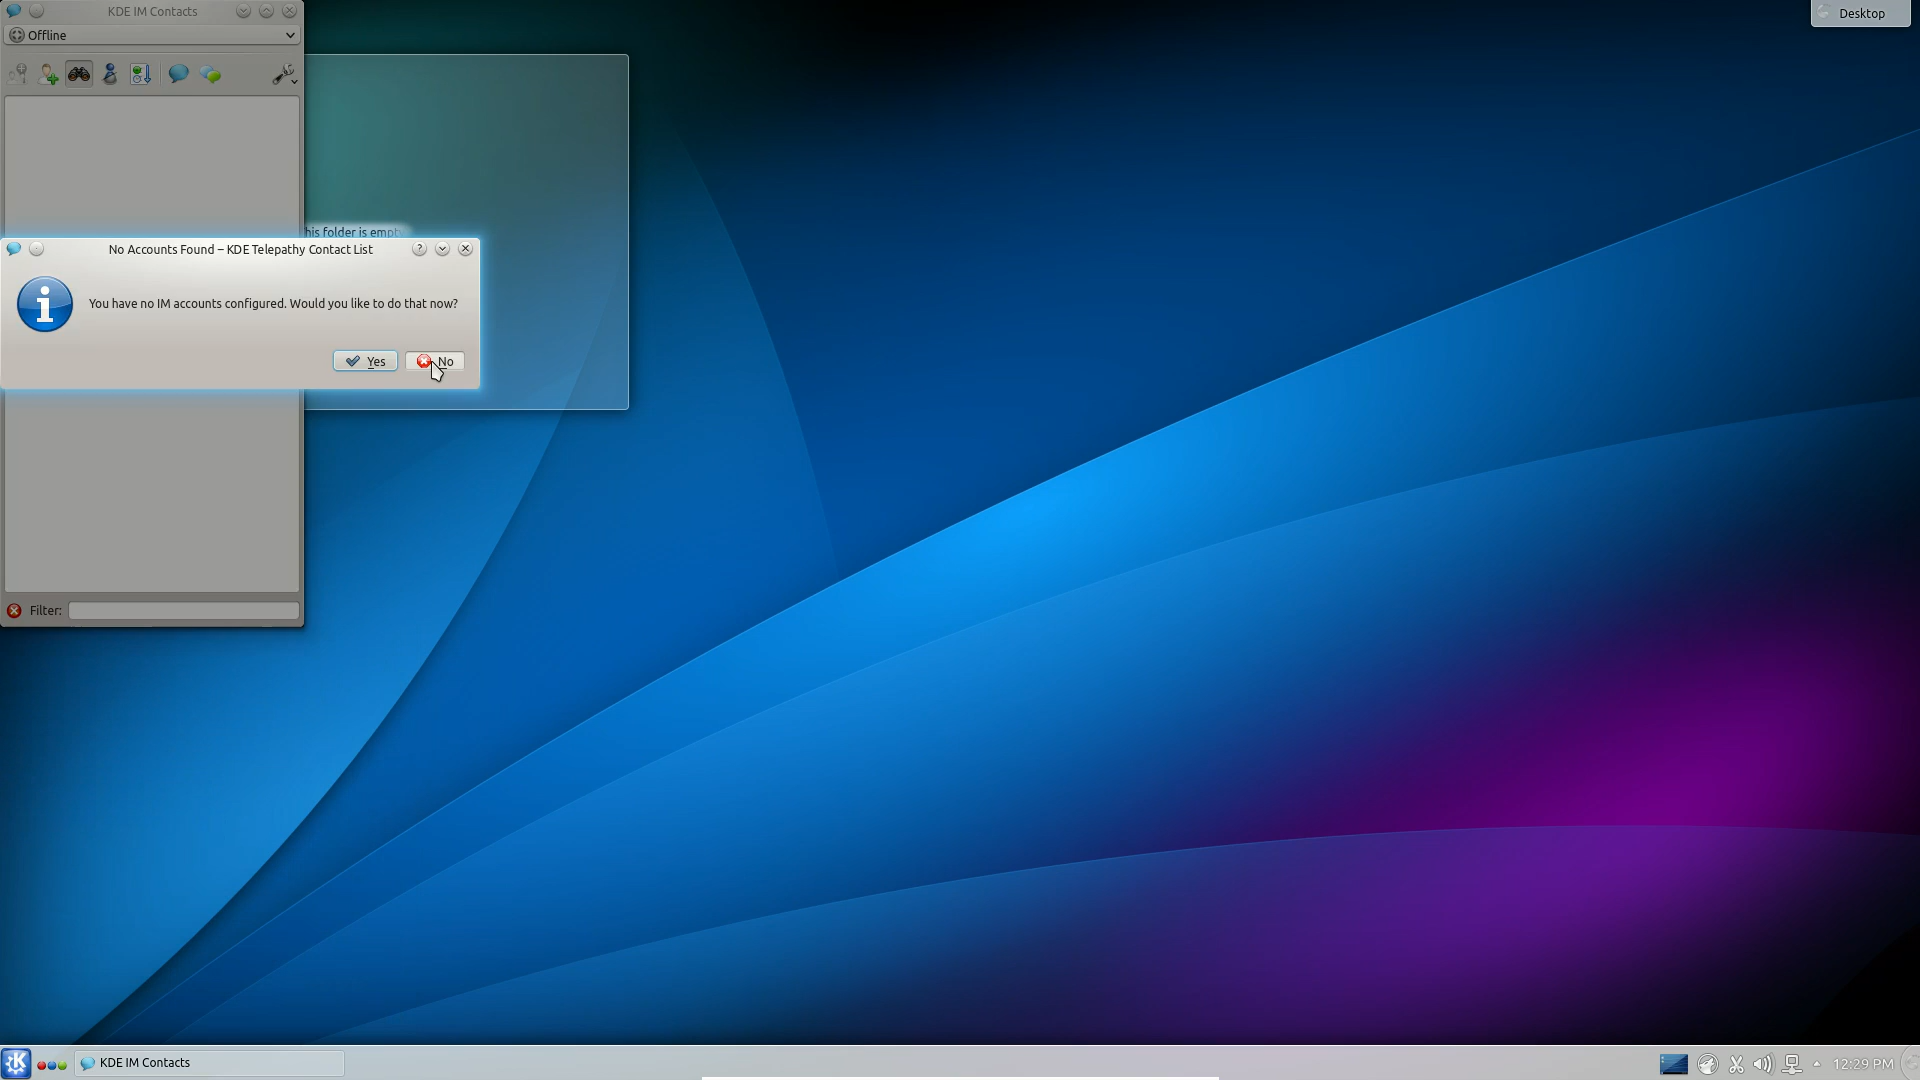 KDE IM Contacts
Desktop
Offline
his folder is empty
No Accounts Found – KDE Telepathy Contact List
You have no IM accounts configured. Would you like to do that now?
Yes
No
Filter:
KDE IM Contacts
12:29 PM